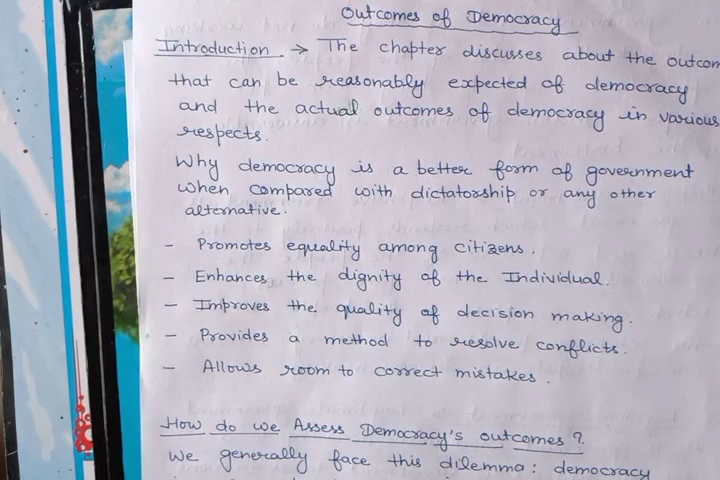 Outcomes of Democracy
Introduction → The chapter discusses about the outcom
that can be reasonably expected of democracy
and the actual outcomes of democracy in various
respects.
Why democracy is a better form of government
when compared with dictatorship or any other
alternative:
- Promotes equality among citizens.
- Enhances the dignity of the Individual.
- Improves the quality of decision making.
- Provides a method to resolve conflicts.
- Allows room to correct mistakes.
How do we Assess Democracy's outcomes?
We generally face this dilemma: democracy